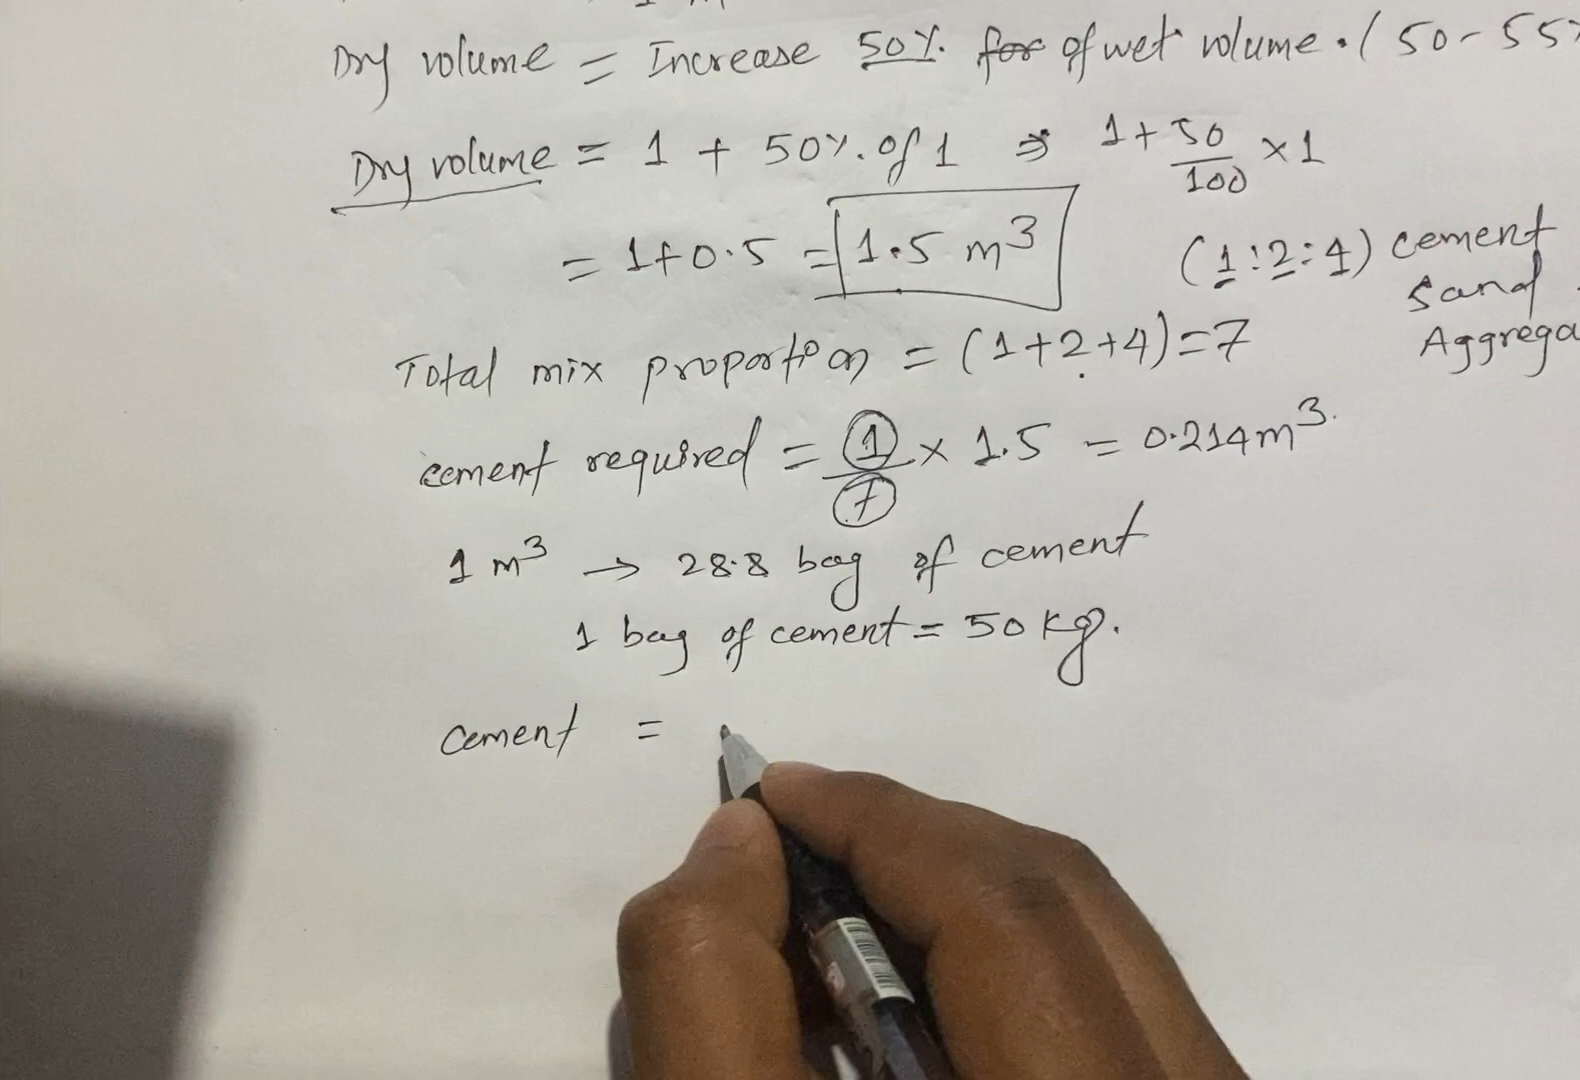 Dry volume = Increase 50%. for of wet volume. (50-55%
Dry volume = 1 + 50%. of 1 ⇒ 1+50/100 ×1
= 1+0.5 = 1.5 m³
(1:2:4) cement
Sand
Aggrega
Total mix proportion = (1+2+4)=7
cement required = 1/7 × 1.5 = 0.214m³.
1 m³ → 28.8 bag of cement
1 bag of cement = 50 kg.
cement =